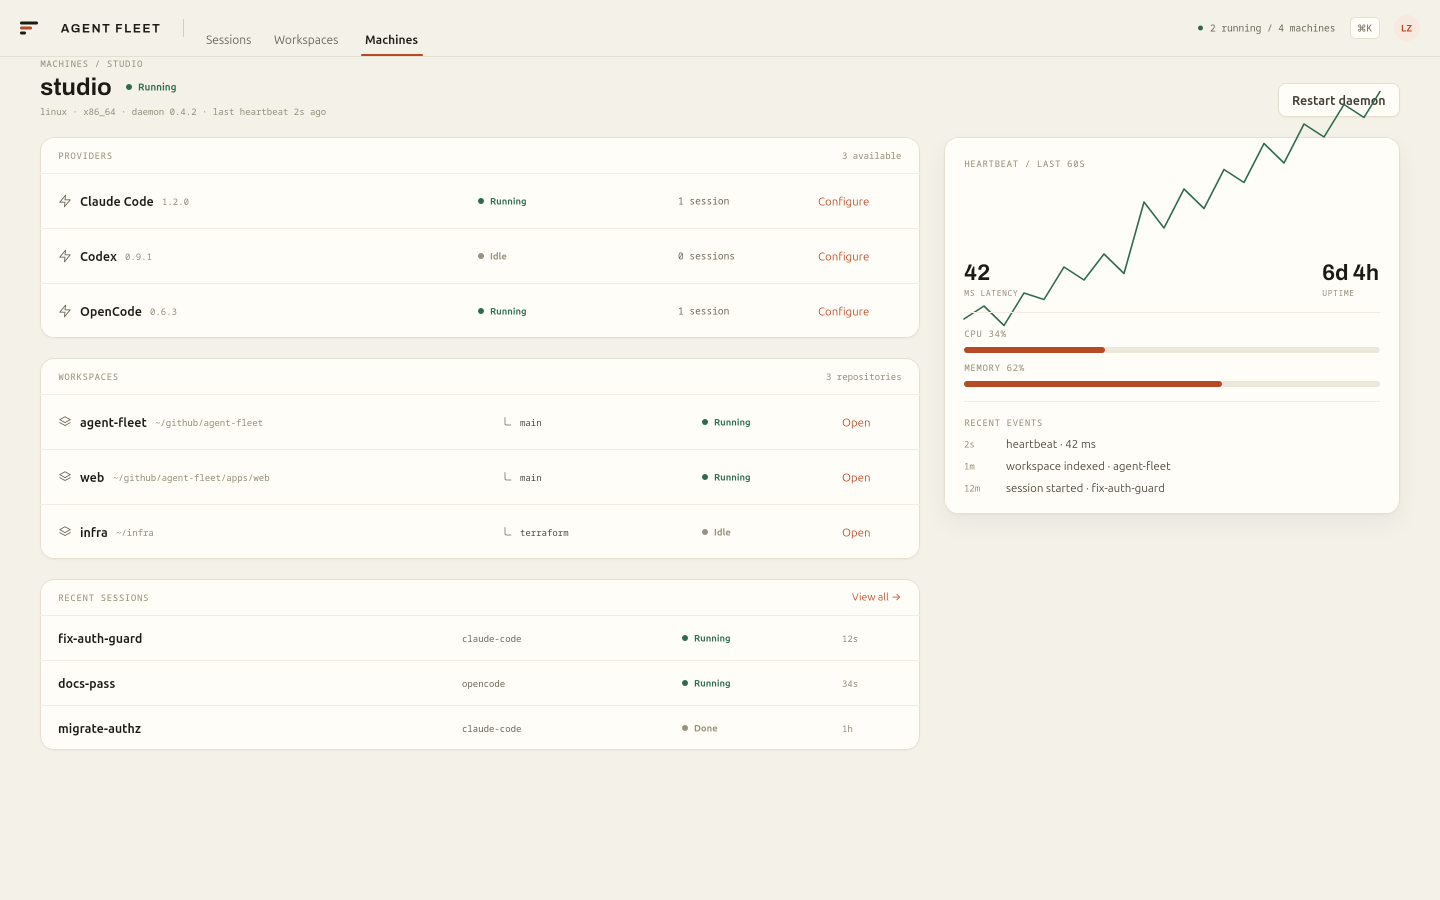 AGENT FLEET
Sessions
Workspaces
Machines
2 running / 4 machines
⌘K
LZ
MACHINES / STUDIO
studio
Running
linux · x86_64 · daemon 0.4.2 · last heartbeat 2s ago
Restart daemon
PROVIDERS
3 available
Claude Code 1.2.0
Running
1 session
Configure
Codex 0.9.1
Idle
0 sessions
Configure
OpenCode 0.6.3
Running
1 session
Configure
WORKSPACES
3 repositories
agent-fleet ~/github/agent-fleet
main
Running
Open
web ~/github/agent-fleet/apps/web
main
Running
Open
infra ~/infra
terraform
Idle
Open
RECENT SESSIONS
View all →
fix-auth-guard
claude-code
Running
12s
docs-pass
opencode
Running
34s
migrate-authz
claude-code
Done
1h
HEARTBEAT / LAST 60S
42
MS LATENCY
6d 4h
UPTIME
CPU 34%
MEMORY 62%
RECENT EVENTS
2s heartbeat · 42 ms
1m workspace indexed · agent-fleet
12m session started · fix-auth-guard